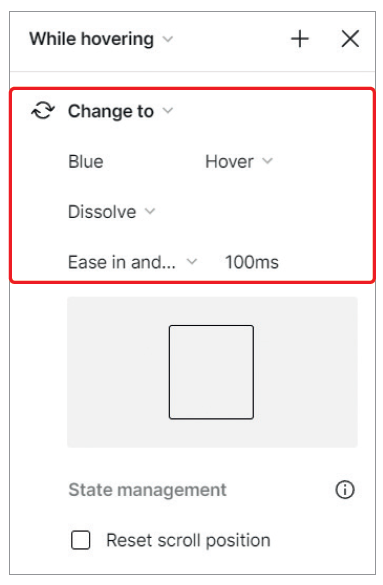 While hovering
Change to
Blue Hover
Dissolve
Ease in and... 100ms
State management
Reset scroll position